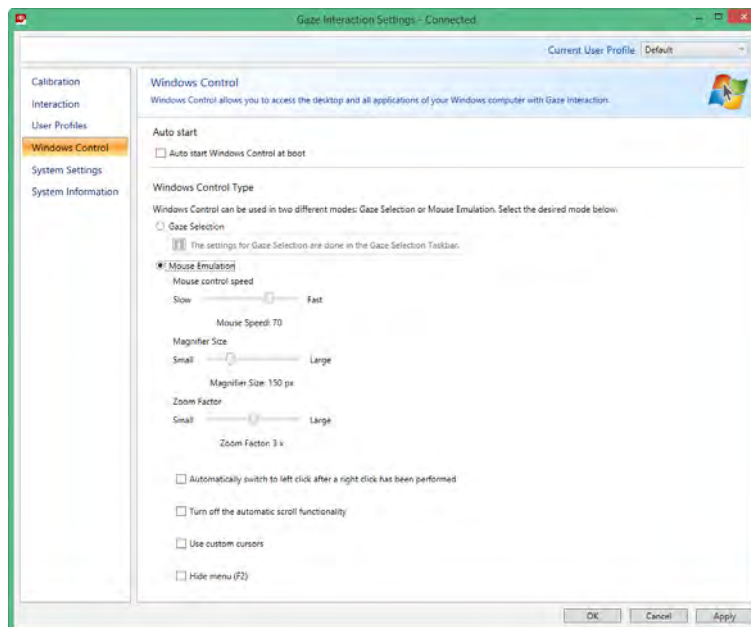 Gaze Interaction Settings - Connected
Current User Profile Default
Calibration
Interaction
User Profiles
Windows Control
System Settings
System Information
Windows Control
Windows Control allows you to access the desktop and all applications of your Windows computer with Gaze Interaction.
Auto start
Auto start Windows Control at boot
Windows Control Type
Windows Control can be used in two different modes: Gaze Selection or Mouse Emulation. Select the desired mode below:
Gaze Selection
The settings for Gaze Selection are done in the Gaze Selection Taskbar.
Mouse Emulation
Mouse control speed
Slow Fast
Mouse Speed: 70
Magnifier Size
Small Large
Magnifier Size: 150 px
Zoom Factor
Small Large
Zoom Factor: 3 x
Automatically switch to left click after a right click has been performed
Turn off the automatic scroll functionality
Use custom cursors
Hide menu (F2)
OK Cancel Apply